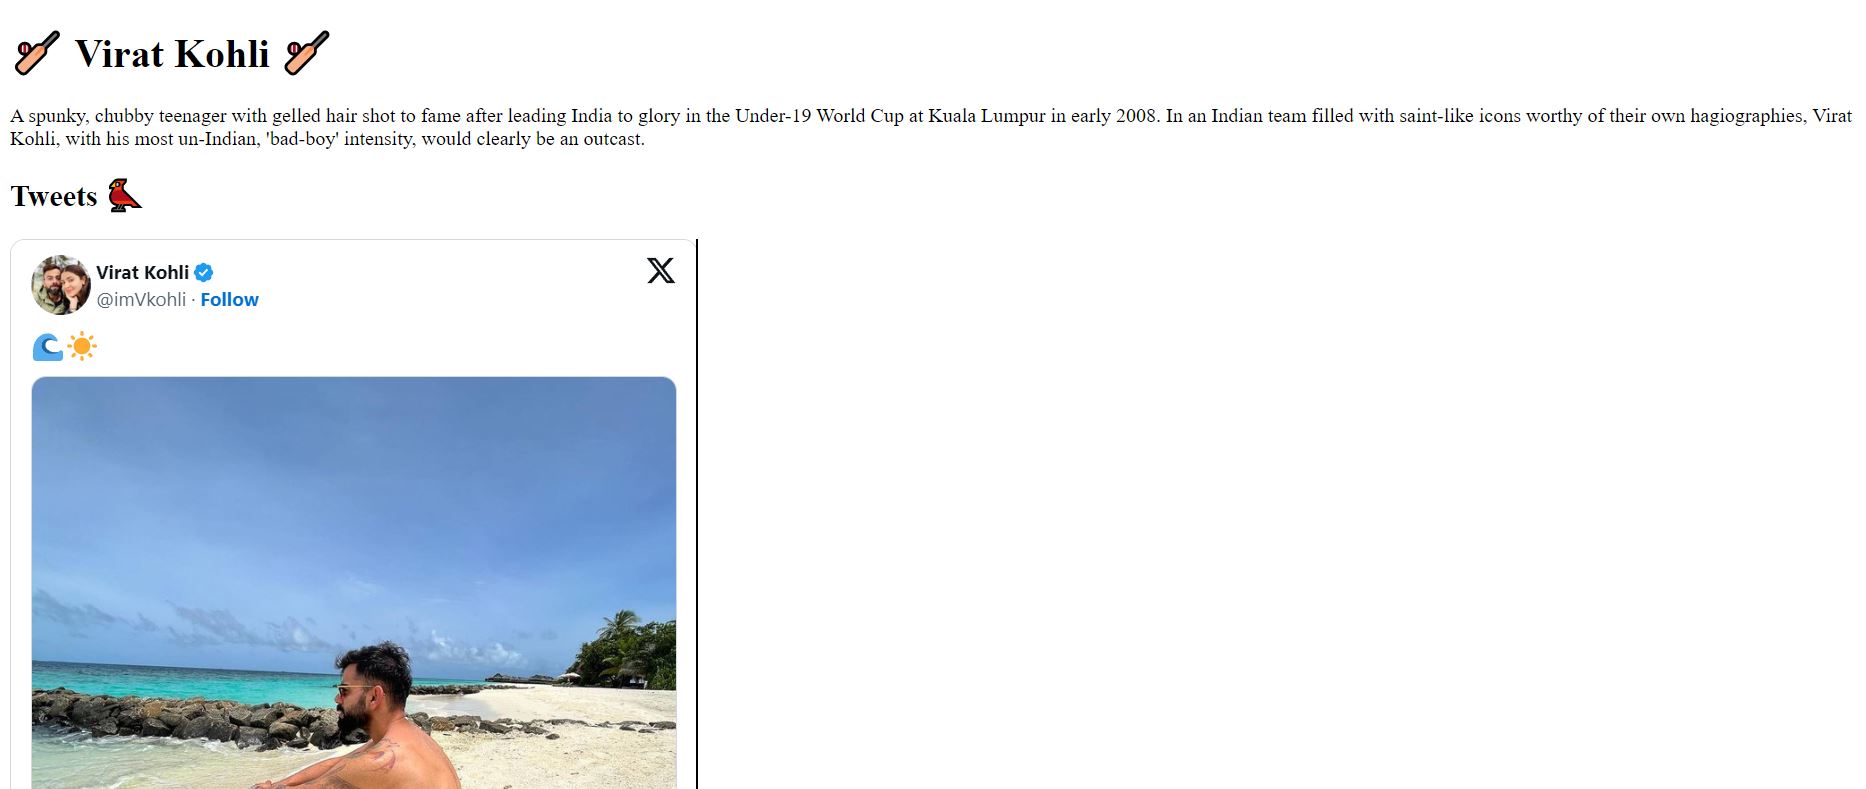 🏏 Virat Kohli 🏏
A spunky, chubby teenager with gelled hair shot to fame after leading India to glory in the Under-19 World Cup at Kuala Lumpur in early 2008. In an Indian team filled with saint-like icons worthy of their own hagiographies, Virat
Kohli, with his most un-Indian, 'bad-boy' intensity, would clearly be an outcast.
Tweets 🐦
Virat Kohli
@imVkohli · Follow
🌊☀️